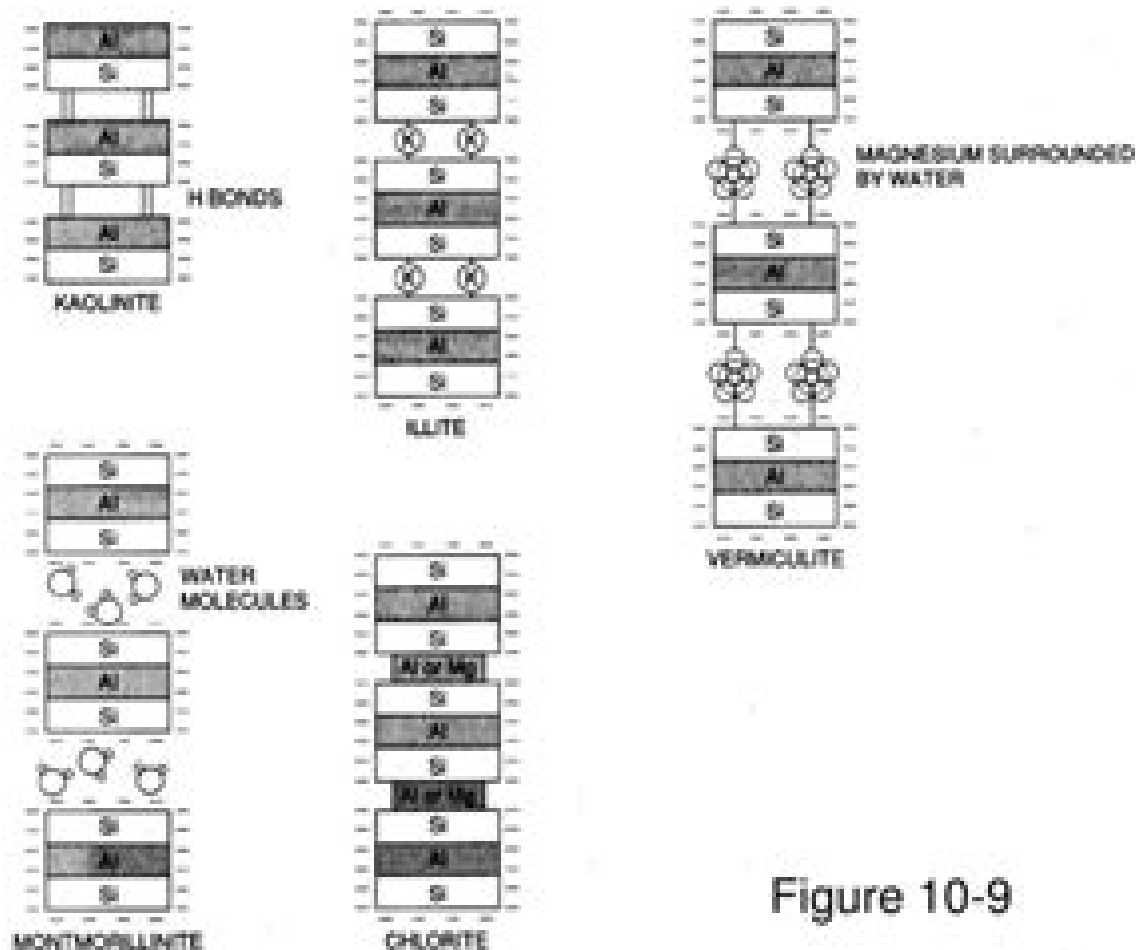 Al
Si
Al
Si
H BONDS
Al
Si
KAOLINITE
Si
Al
Si
K K
Si
Al
Si
K K
Si
Al
Si
ILLITE
Si
Al
Si
MAGNESIUM SURROUNDED
BY WATER
Si
Al
Si
Si
Al
Si
VERMICULITE
Si
Al
Si
WATER
MOLECULES
Si
Al
Si
Si
Al
Si
MONTMORILLINITE
Si
Al
Si
Al or Mg
Si
Al
Si
Al or Mg
Si
Al
Si
CHLORITE
Figure 10-9